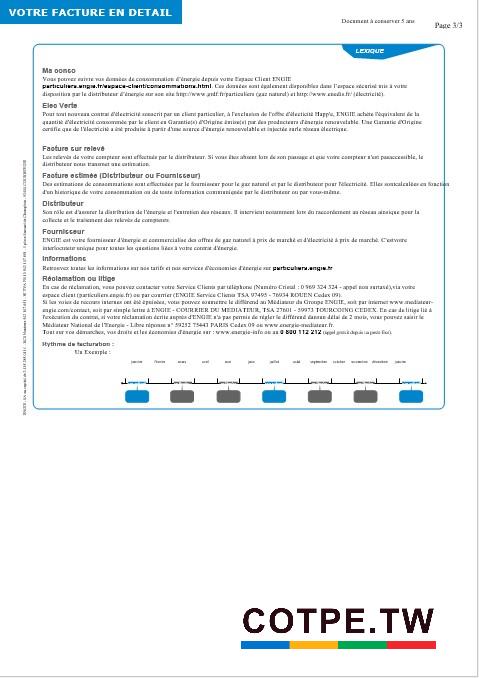 VOTRE FACTURE EN DETAIL
Document à conserver 5 ans
Page 3/3
LEXIQUE
Ma conso
Vous pouvez suivre vos données de consommation d'énergie depuis votre Espace Client ENGIE
particuliers.engie.fr/espace-client/consommations.html. Ces données sont également disponibles dans l'espace sécurisé mis à votre
disposition par le distributeur d'énergie sur son site http://www.grdf.fr/particuliers (gaz naturel) et http://www.enedis.fr/ (électricité).
Elec Verte
Pour tout nouveau contrat d'électricité souscrit par un client particulier, à l'exclusion de l'offre électricité Happ'e, ENGIE achète l'équivalent de la
quantité d'électricité consommée par le client en Garantie(s) d'Origine émise(s) par des producteurs d'énergie renouvelable. Une Garantie d'Origine
certifie que de l'électricité a été produite à partir d'une source d'énergie renouvelable et injectée sur le réseau électrique.
Facture sur relevé
Les relevés de votre compteur sont effectués par le distributeur. Si vous êtes absent lors de son passage et que votre compteur n'est pas accessible, le
distributeur nous transmet une estimation.
Facture estimée (Distributeur ou Fournisseur)
Des estimations de consommations sont effectuées par le fournisseur pour le gaz naturel et par le distributeur pour l'électricité. Elles sont calculées en fonction
d'un historique de votre consommation ou de toute information communiquée par le distributeur ou par vous-même.
Distributeur
Son rôle est d'assurer la distribution de l'énergie et l'entretien des réseaux. Il intervient notamment lors du raccordement au réseau ainsi que pour la
collecte et le traitement des relevés de compteurs.
Fournisseur
ENGIE est votre fournisseur d'énergie et commercialise des offres de gaz naturel à prix de marché et d'électricité à prix de marché. C'est votre
interlocuteur unique pour toutes les questions liées à votre contrat d'énergie.
Informations
Retrouvez toutes les informations sur nos tarifs et nos services d'économies d'énergie sur particuliers.engie.fr
Réclamation ou litige
En cas de réclamation, vous pouvez contacter votre Service Clients par téléphone (Numéro Cristal : 0 969 324 324 - appel non surtaxé), via votre
espace client (particuliers.engie.fr) ou par courrier (ENGIE Service Clients TSA 97495 - 76934 ROUEN Cedex 09).
Si les voies de recours internes ont été épuisées, vous pouvez soumettre le différend au Médiateur du Groupe ENGIE, soit par internet www.mediateur-
engie.com/contact, soit par simple lettre à ENGIE - COURRIER DU MEDIATEUR, TSA 27601 - 59973 TOURCOING CEDEX. En cas de litige lié à
l'exécution du contrat, si votre réclamation écrite auprès d'ENGIE n'a pas permis de régler le différend dans un délai de 2 mois, vous pouvez saisir le
Médiateur National de l'Energie - Libre réponse n° 59252 75443 PARIS Cedex 09 ou www.energie-mediateur.fr.
Tout sur vos démarches, vos droits et les économies d'énergie sur : www.energie-info ou au 0 800 112 212 (appel gratuit depuis un poste fixe).
Rythme de facturation :
Un Exemple :
janvier février mars avril mai juin juillet août septembre octobre novembre décembre janvier
COTPE.TW